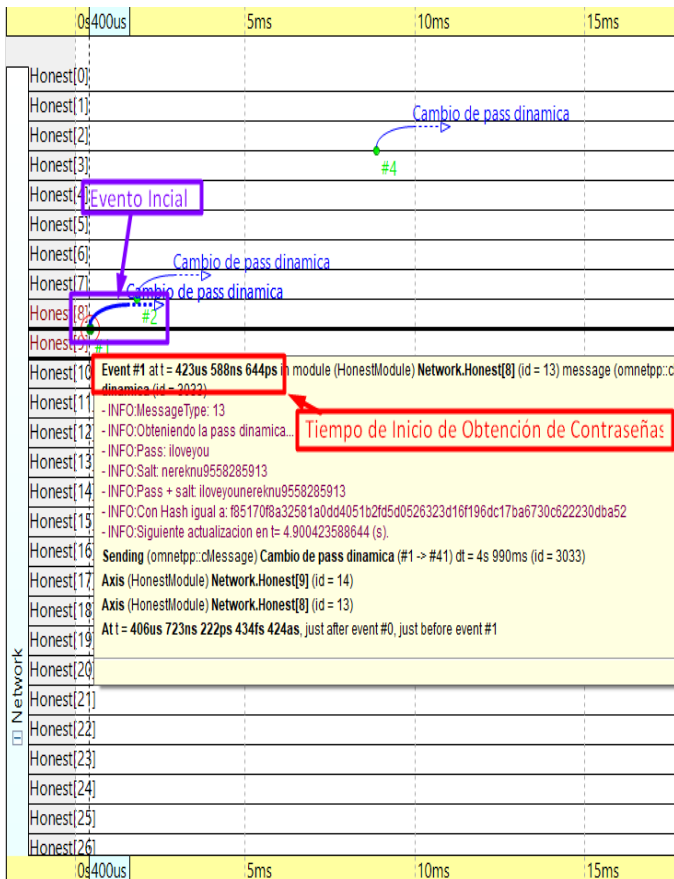 0s 400us 5ms 10ms 15ms
Honest[0]
Honest[1]
Cambio de pass dinamica
Honest[2]
Honest[3]
#4
Honest[4]
Evento Incial
Honest[5]
Honest[6]
Cambio de pass dinamica
Honest[7]
Cambio de pass dinamica
Honest[8]
#2
Honest[9]
#1
Honest[10
Event #1 at t = 423us 588ns 644ps in module (HonestModule) Network.Honest[8] (id = 13) message (omnetpp::c
dinamica (id = 3033)
Honest[11
- INFO:MessageType: 13
Honest[12
- INFO:Obteniendo la pass dinamica...
Tiempo de Inicio de Obtención de Contraseñas
Honest[13
- INFO:Pass: iloveyou
- INFO:Salt: nereknu9558285913
Honest[14
- INFO:Pass + salt: iloveyounereknu9558285913
Honest[15
- INFO:Con Hash igual a: f85170f8a32581a0dd4051b2fd5d0526323d16f196dc17ba6730c622230dba52
- INFO:Siguiente actualizacion en t= 4.900423588644 (s).
Honest[16
Sending (omnetpp::cMessage) Cambio de pass dinamica (#1 -> #41) dt = 4s 990ms (id = 3033)
Honest[17
Axis (HonestModule) Network.Honest[9] (id = 14)
Honest[18
Axis (HonestModule) Network.Honest[8] (id = 13)
Honest[19
At t = 406us 723ns 222ps 434fs 424as, just after event #0, just before event #1
Honest[20
Honest[21]
Honest[22]
Honest[23]
Honest[24]
Honest[25]
Honest[26]
Network
0s 400us 5ms 10ms 15ms